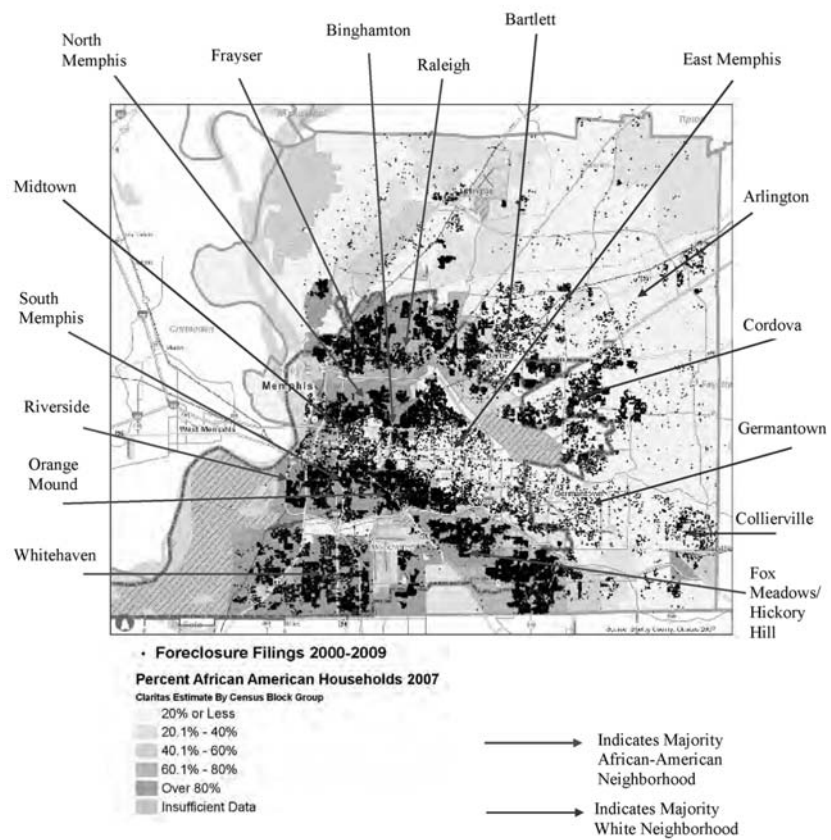 Bartlett
Binghamton
North
Memphis
Frayser
Raleigh
East Memphis
Midtown
Arlington
South
Memphis
Cordova
Memphis
Riverside
West Memphis
Germantown
Orange
Mound
Germantown
Collierville
Whitehaven
Fox
Meadows/
Hickory
Hill
Foreclosure Filings 2000-2009
Percent African American Households 2007
Claritas Estimate By Census Block Group
20% or Less
20.1% - 40%
40.1% - 60%
60.1% - 80%
Over 80%
Insufficient Data
Indicates Majority
African-American
Neighborhood
Indicates Majority
White Neighborhood